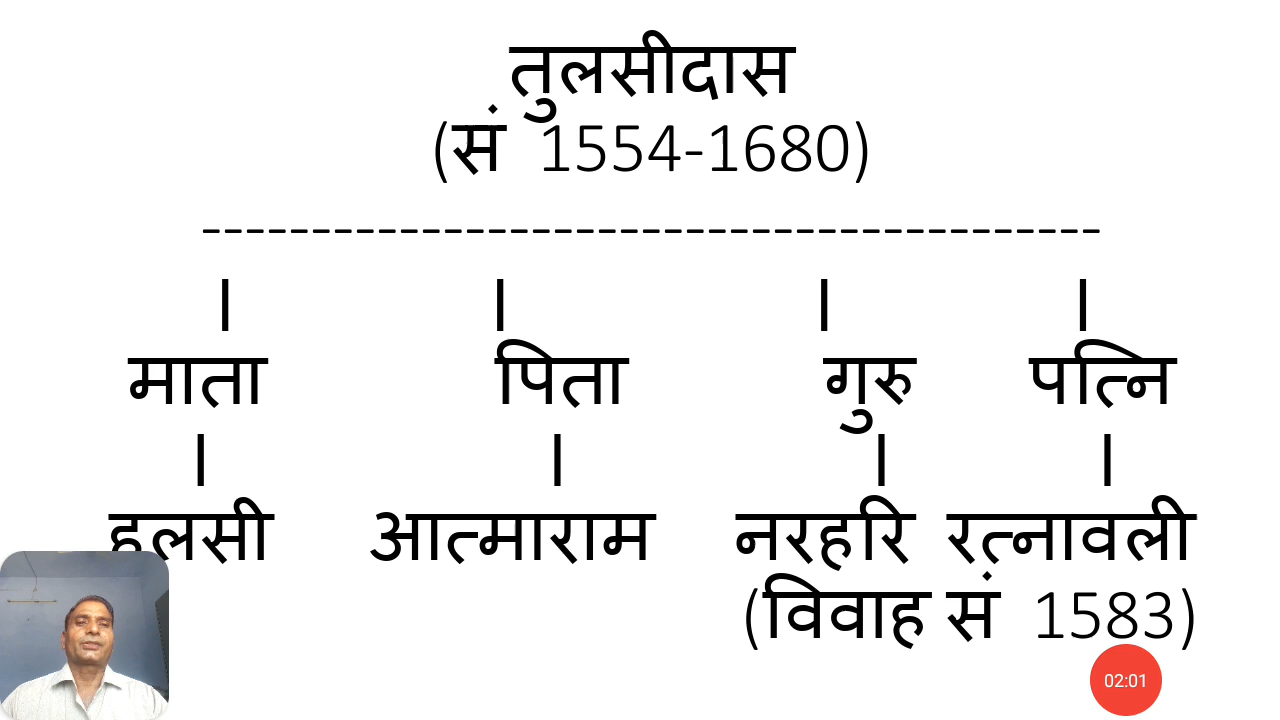 तुलसीदास
(सं 1554-1680)
-----------------------------------------
। । । ।
माता पिता गुरु पत्नि
। । । ।
हुलसी आत्माराम नरहरि रत्नावली
(विवाह सं 1583)
02:01